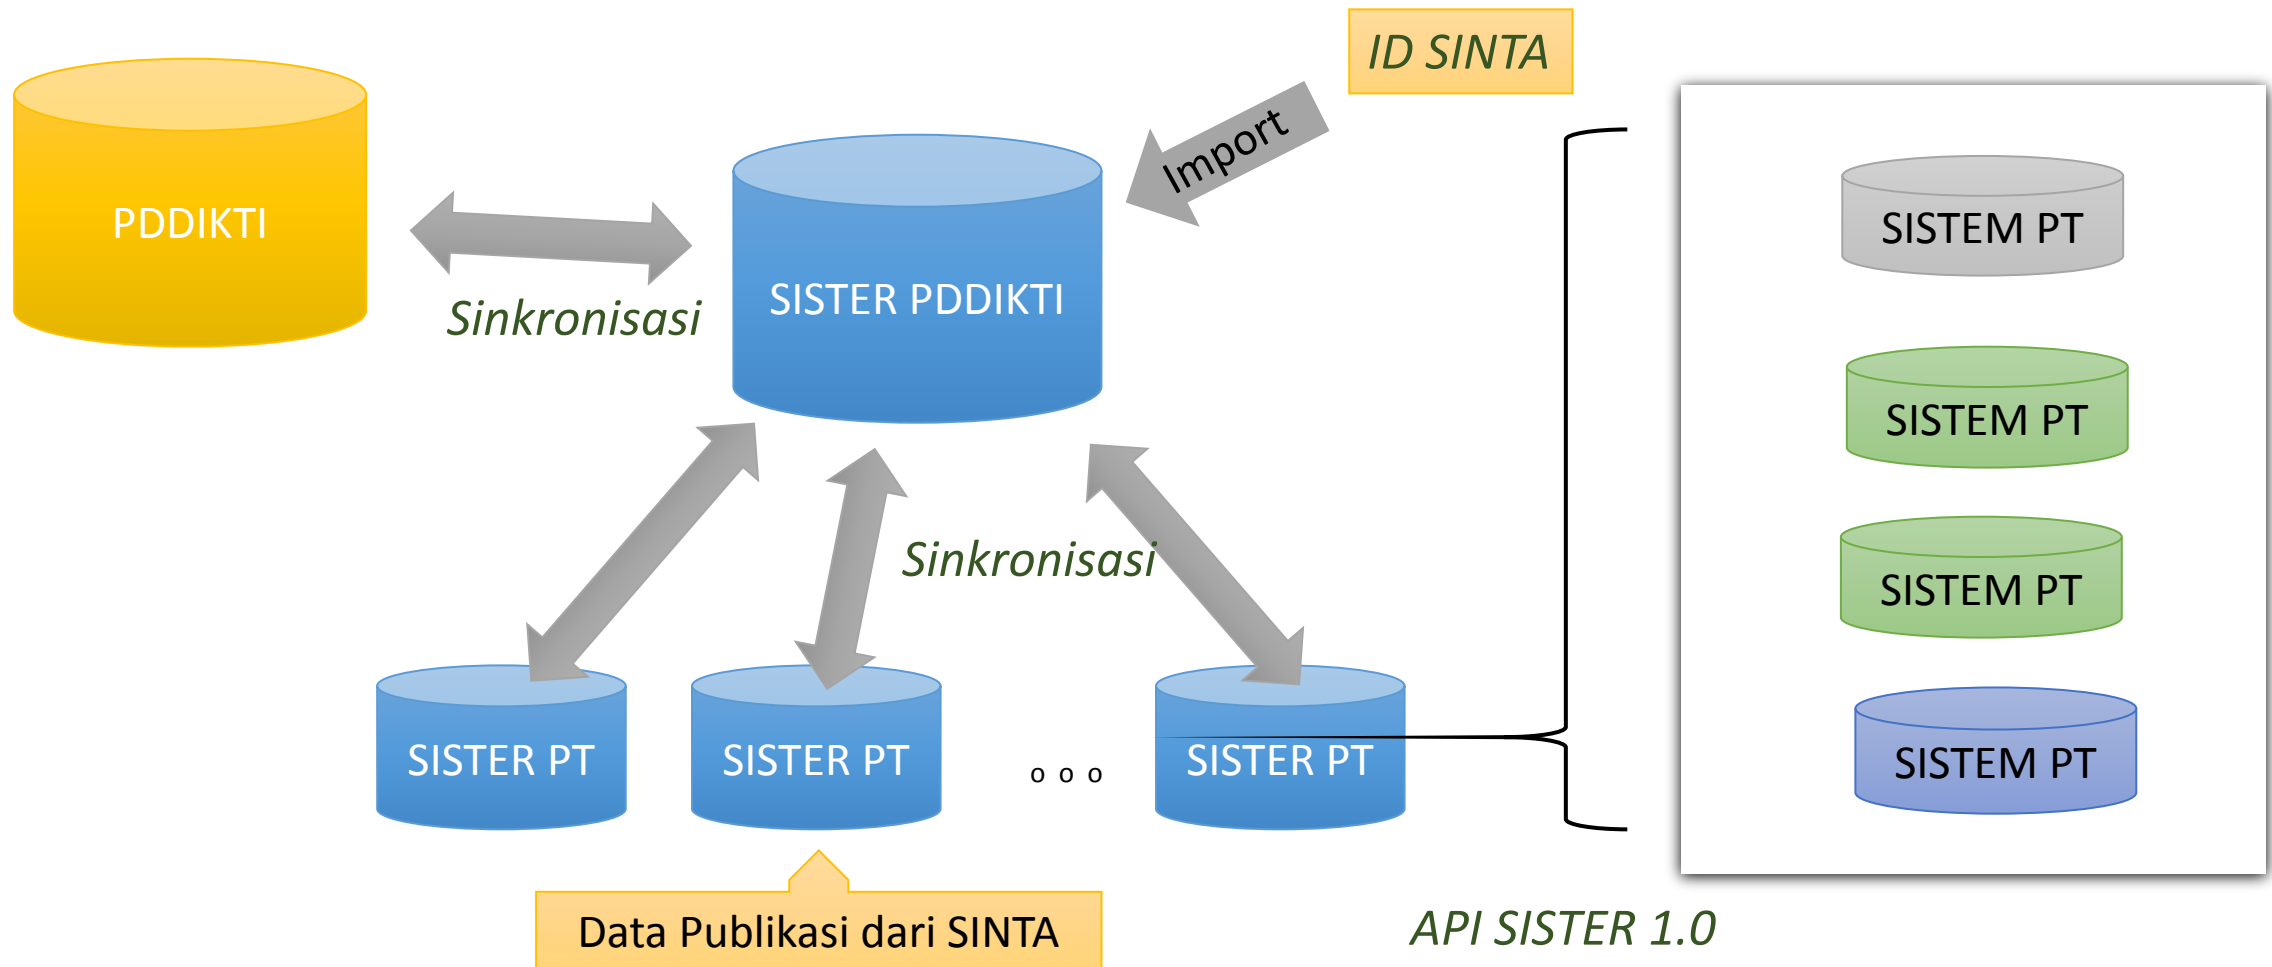 ID SINTA
Import
PDDIKTI
SISTER PDDIKTI
Sinkronisasi
Sinkronisasi
SISTER PT
SISTER PT
o o o
SISTER PT
Data Publikasi dari SINTA
SISTEM PT
SISTEM PT
SISTEM PT
SISTEM PT
API SISTER 1.0